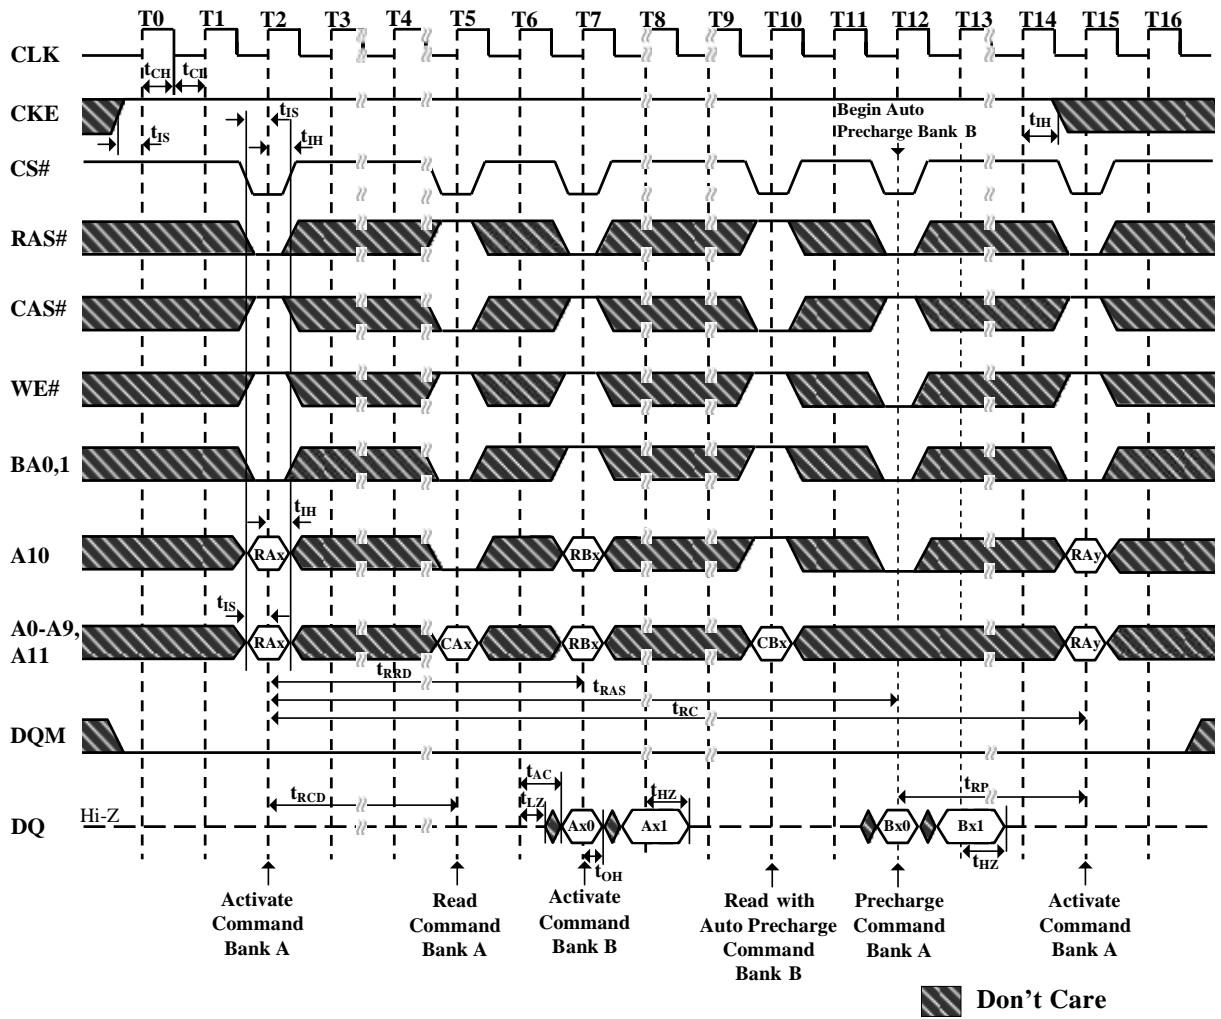 T0 T1 T2 T3 T4 T5 T6 T7 T8 T9 T10 T11 T12 T13 T14 T15 T16
CLK
tCH tCL
CKE
tIS
Begin Auto
Precharge Bank B
tIH
tIS
tIH
CS#
RAS#
CAS#
WE#
BA0,1
tIH
A10
RAx RBx RAy
tIS
A0-A9,
A11
RAx CAx RBx CBx RAy
tRRD
tRAS
tRC
DQM
tAC
tRCD
tLZ
tHZ
tRP
Hi-Z
DQ
Ax0 Ax1 Bx0 Bx1
tOH
tHZ
Activate
Command
Bank A
Read
Command
Bank A
Activate
Command
Bank B
Read with
Auto Precharge
Command
Bank B
Precharge
Command
Bank A
Activate
Command
Bank A
Don't Care